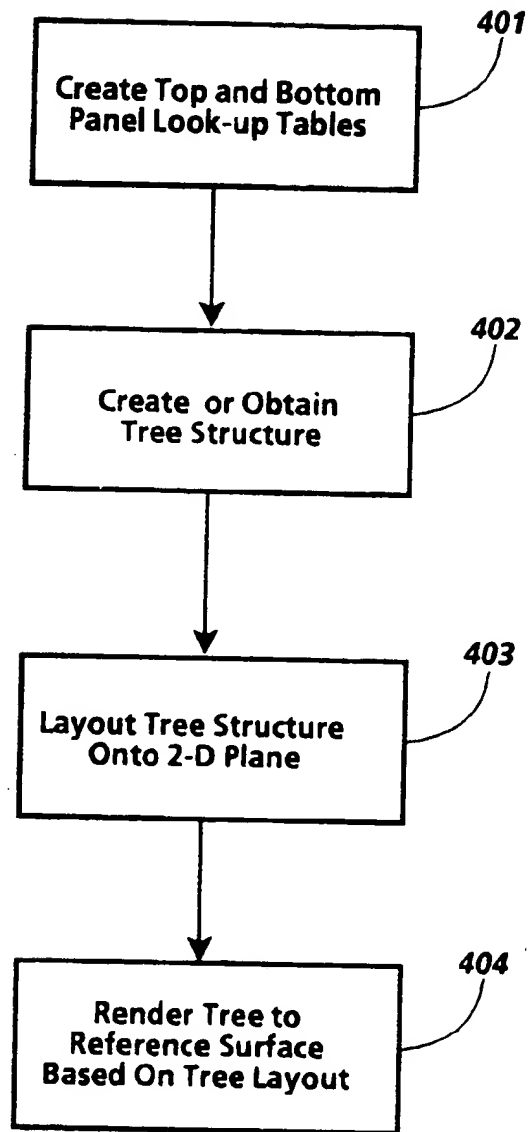 401
Create Top and Bottom
Panel Look-up Tables
402
Create or Obtain
Tree Structure
403
Layout Tree Structure
Onto 2-D Plane
404
Render Tree to
Reference Surface
Based On Tree Layout